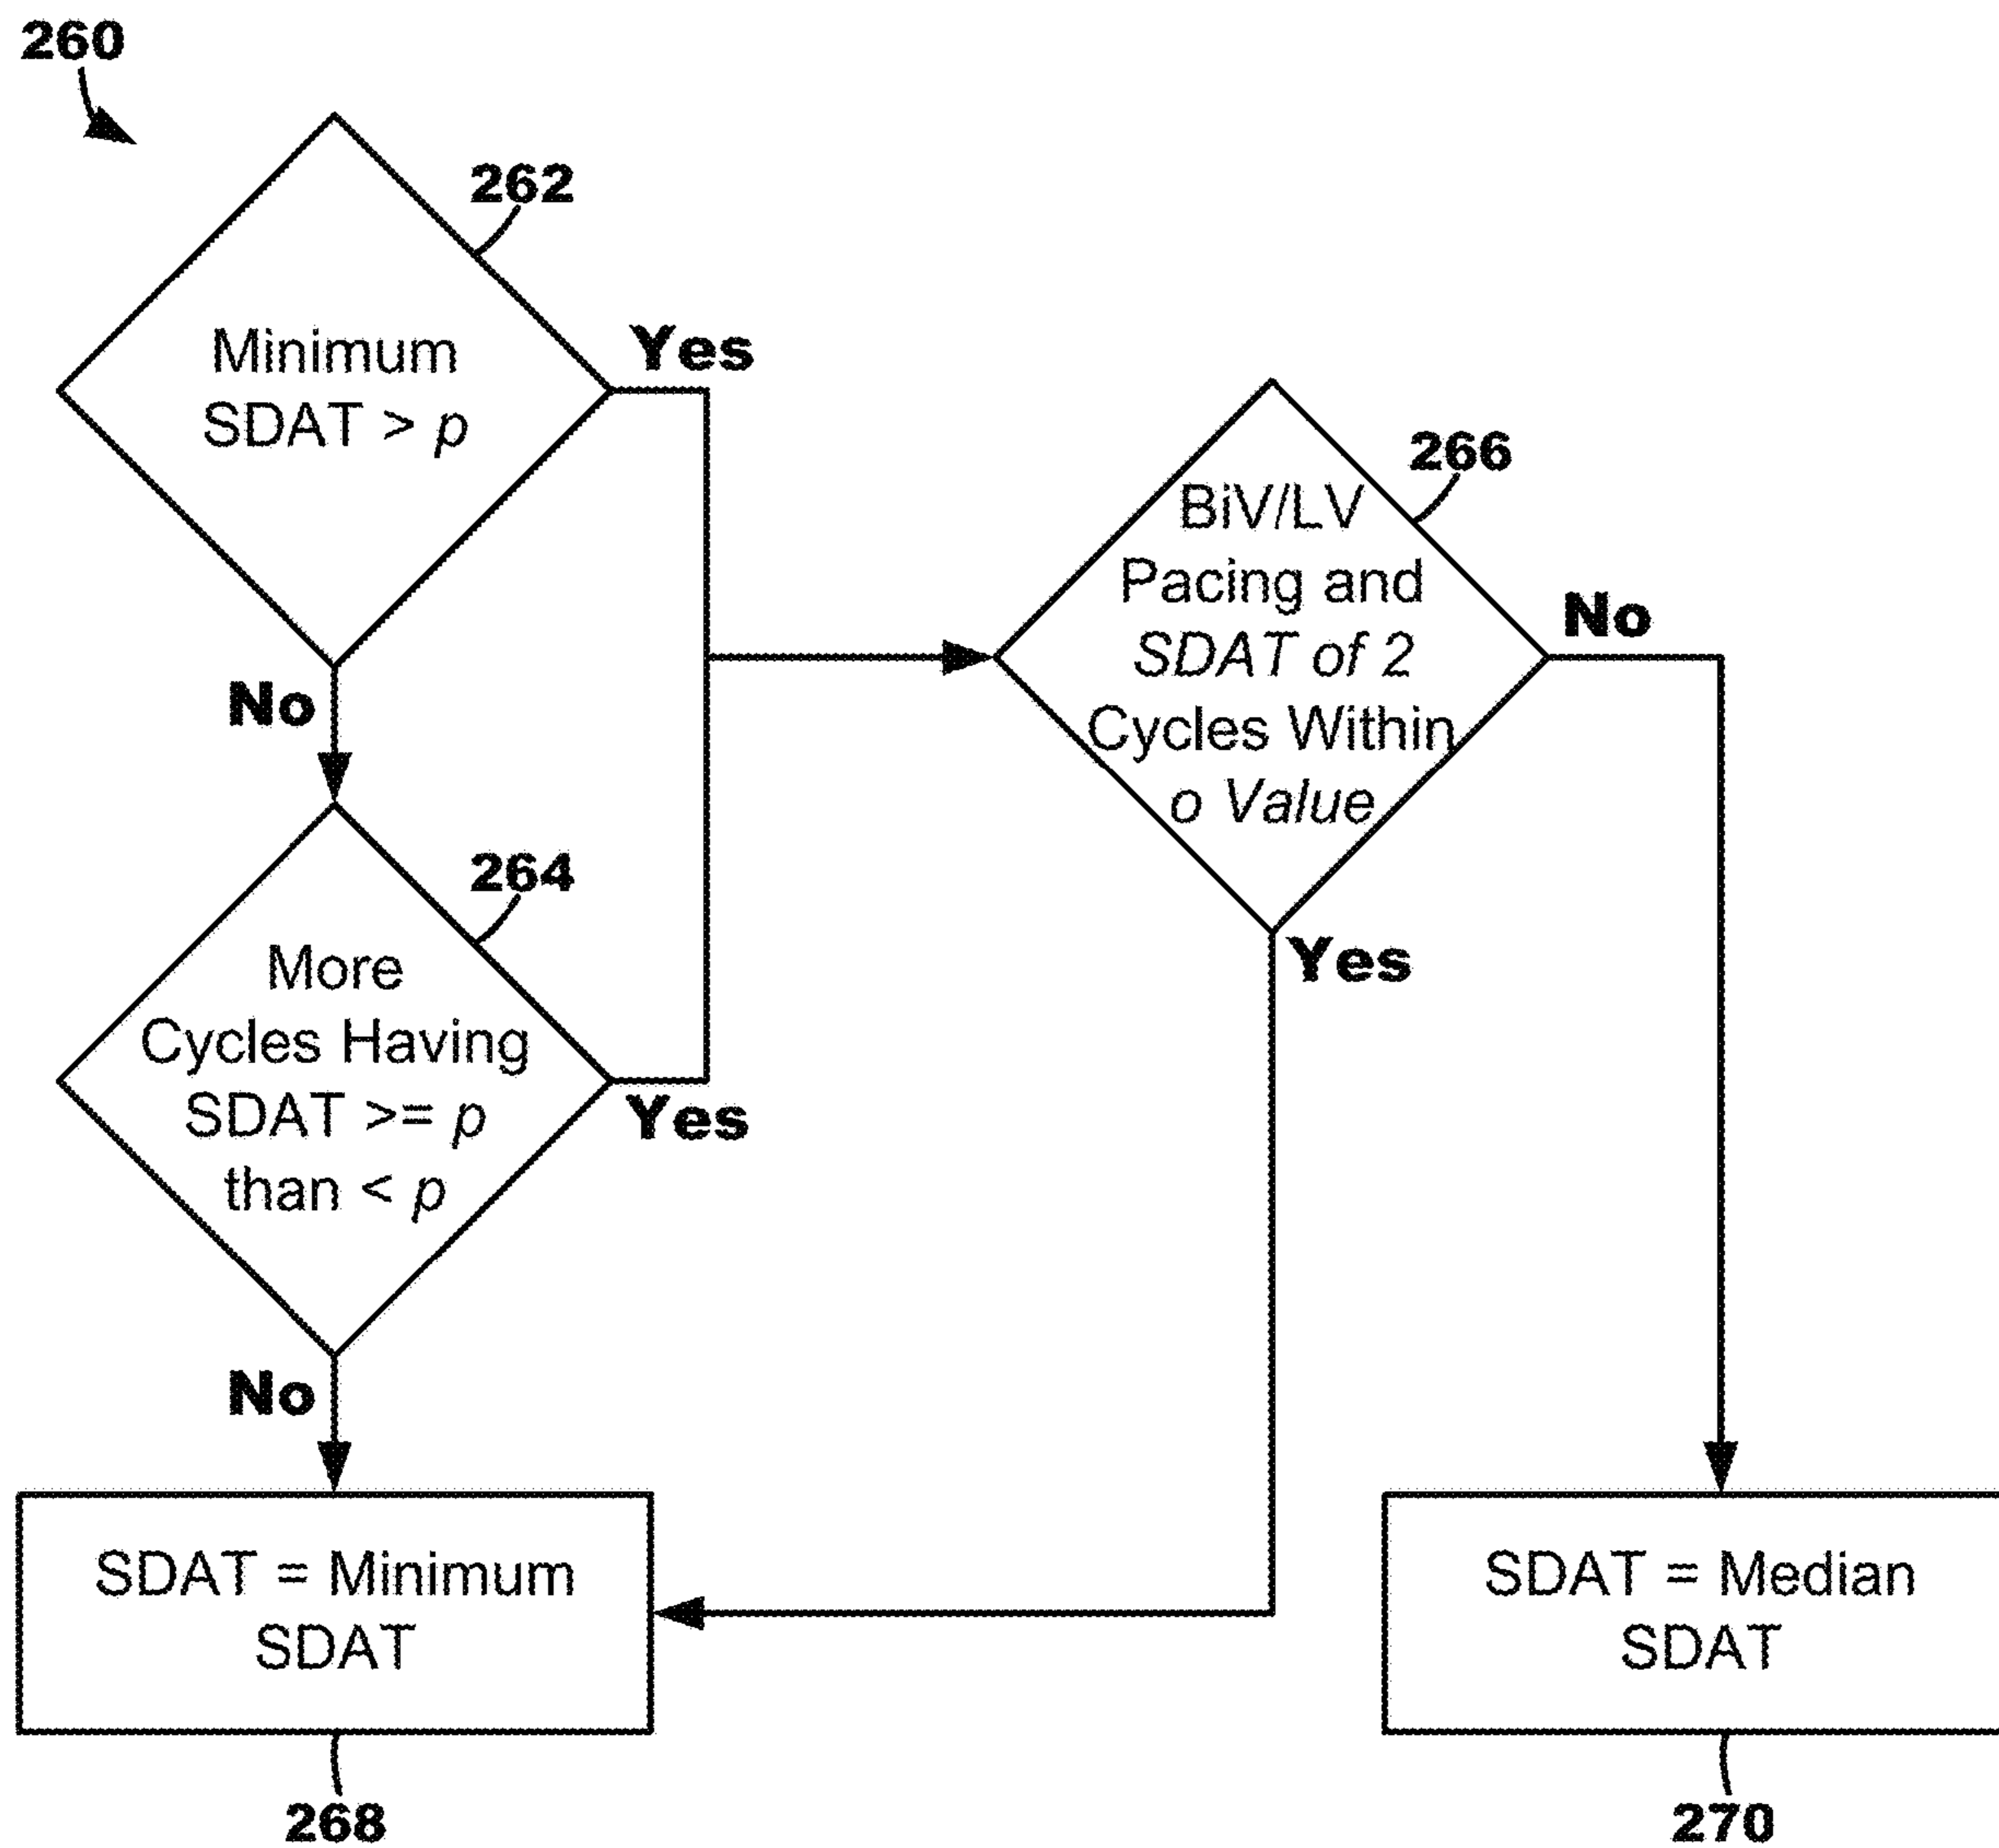 260
262
Minimum
SDAT > p
Yes
No
266
BiV/LV
Pacing and
SDAT of 2
Cycles Within
o Value
No
Yes
264
More
Cycles Having
SDAT >= p
than < p
Yes
No
SDAT = Minimum
SDAT
268
SDAT = Median
SDAT
270